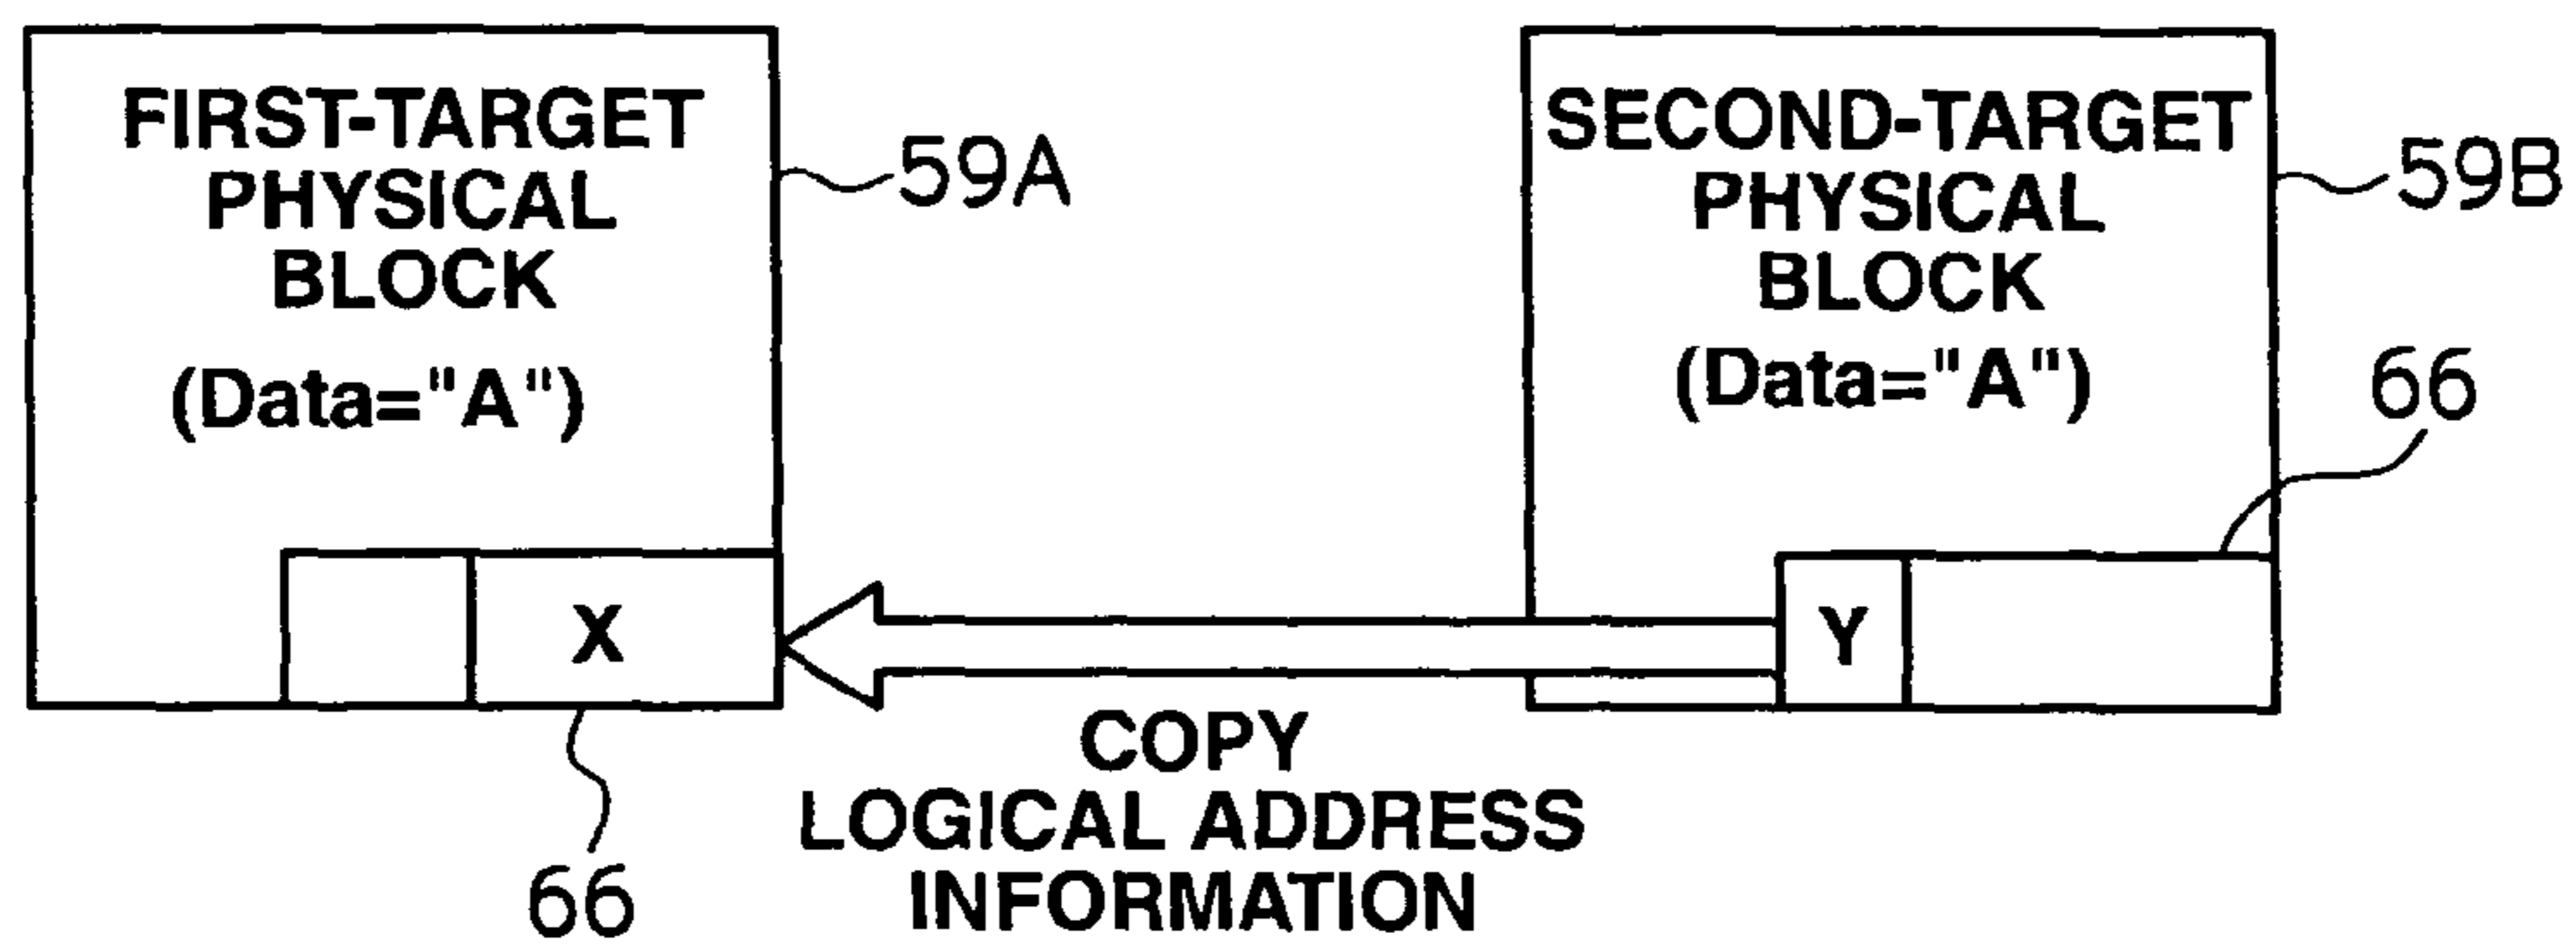 FIRST-TARGET
PHYSICAL
BLOCK
(Data="A")
59A
X
66
SECOND-TARGET
PHYSICAL
BLOCK
(Data="A")
59B
66
Y
COPY
LOGICAL ADDRESS
INFORMATION